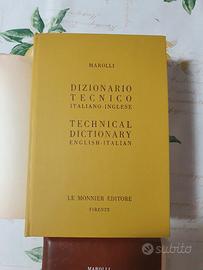 MAROLLI
DIZIONARIO
TECNICO
ITALIANO-INGLESE
TECHNICAL
DICTIONARY
ENGLISH-ITALIAN
LE MONNIER EDITORE
FIRENZE
MAROLLI
subito